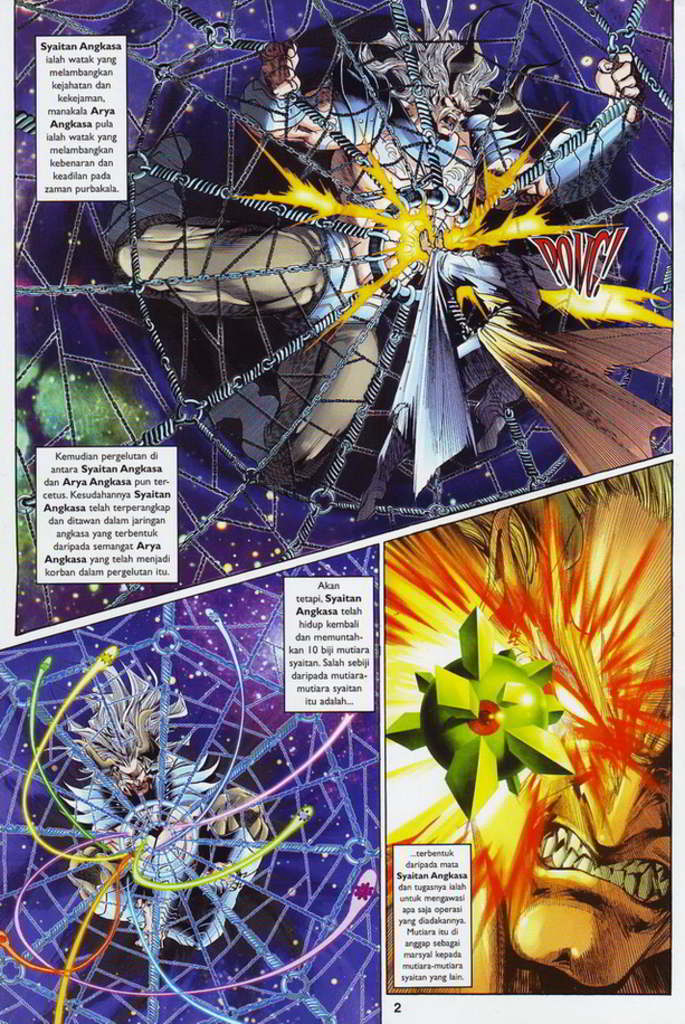 Syaitan Angkasa
ialah watak yang
melambangkan
kejahatan dan
kekejaman,
manakala Arya
Angkasa pula
ialah watak yang
melambangkan
kebenaran dan
keadilan pada
zaman purbakala.
PONG!
Kemudian pergelutan di
antara Syaitan Angkasa
dan Arya Angkasa pun ter-
cetus. Kesudahannya Syaitan
Angkasa telah terperangkap
dan ditawan dalam jaringan
angkasa yang terbentuk
daripada semangat Arya
Angkasa yang telah menjadi
korban dalam pergelutan itu.
Akan
tetapi, Syaitan
Angkasa telah
hidup kembali
dan memuntah-
kan 10 biji mutiara
syaitan. Salah sebiji
daripada mutiara-
mutiara syaitan
itu adalah...
...terbentuk
daripada mata
Syaitan Angkasa
dan tugasnya ialah
untuk mengawasi
apa saja operasi
yang diadakannya.
Mutiara itu di
anggap sebagai
marsyal kepada
mutiara-mutiara
syaitan yang lain.
2